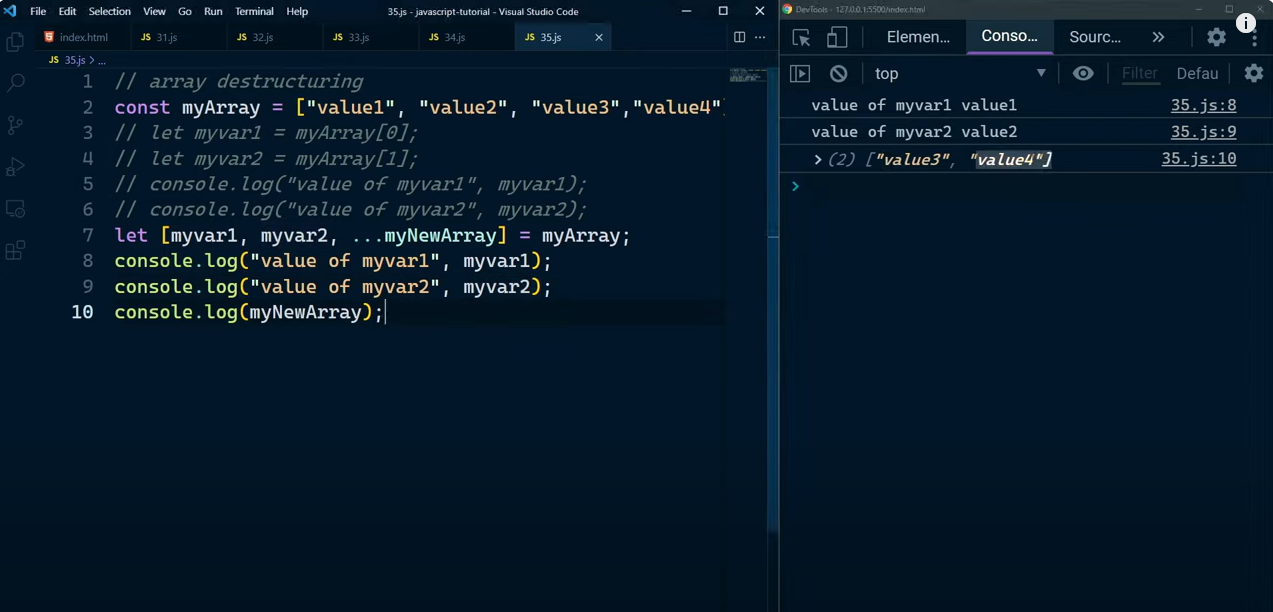 File Edit Selection View Go Run Terminal Help 35.js - javascript-tutorial - Visual Studio Code
index.html JS 31.js JS 32.js JS 33.js JS 34.js JS 35.js
JS 35.js > ...
1 // array destructuring
2 const myArray = ["value1", "value2", "value3","value4"
3 // let myvar1 = myArray[0];
4 // let myvar2 = myArray[1];
5 // console.log("value of myvar1", myvar1);
6 // console.log("value of myvar2", myvar2);
7 let [myvar1, myvar2, ...myNewArray] = myArray;
8 console.log("value of myvar1", myvar1);
9 console.log("value of myvar2", myvar2);
10 console.log(myNewArray);
DevTools - 127.0.0.1:5500/index.html
Elemen... Conso... Sourc... »
top Filter Defau
value of myvar1 value1 35.js:8
value of myvar2 value2 35.js:9
(2) ["value3", "value4"] 35.js:10